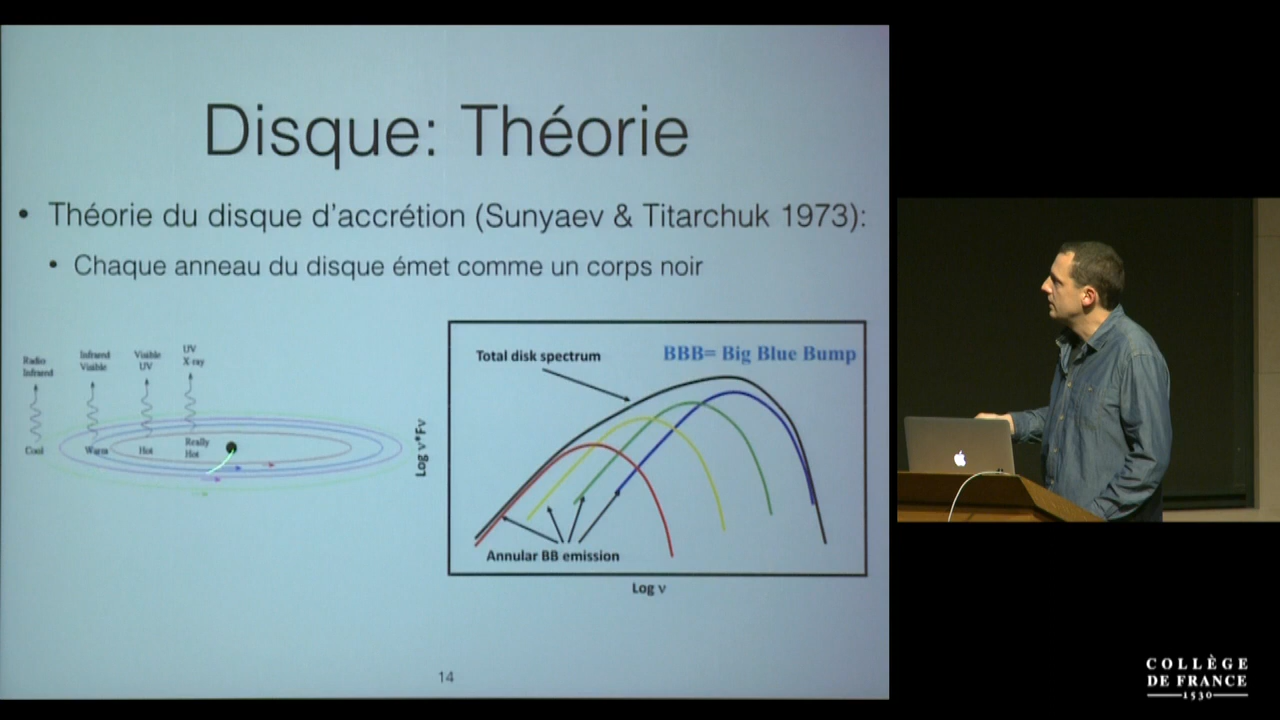 Disque: Théorie
• Théorie du disque d'accrétion (Sunyaev & Titarchuk 1973):
• Chaque anneau du disque émet comme un corps noir
Radio
Infrared
Infrared
Visible
Visible
UV
UV
X ray
Cool
Warm
Hot
Really
Hot
Total disk spectrum
BBB= Big Blue Bump
Log ν*Fν
Annular BB emission
Log ν
14
COLLÈGE
DE FRANCE
1530